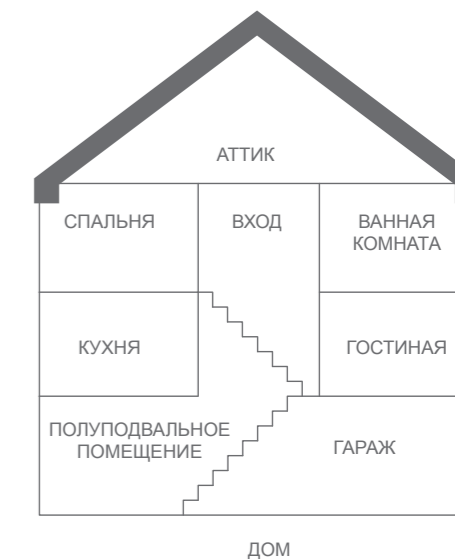 АТТИК
СПАЛЬНЯ
ВХОД
ВАННАЯ
КОМНАТА
КУХНЯ
ГОСТИНАЯ
ПОЛУПОДВАЛЬНОЕ
ПОМЕЩЕНИЕ
ГАРАЖ
ДОМ